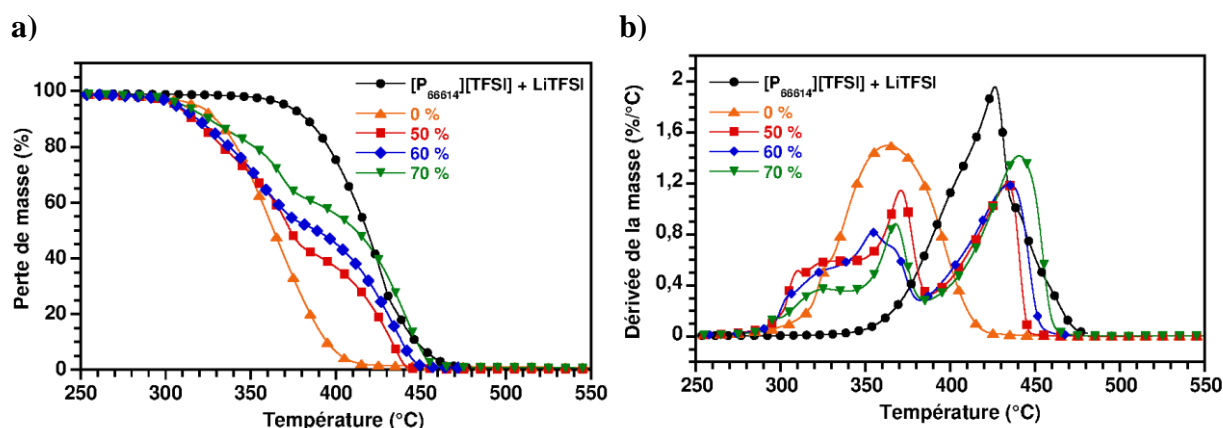 a)
Perte de masse (%)
100
80
60
40
20
0
250 300 350 400 450 500 550
Température (°C)
[P66614][TFSI] + LiTFSI
0 %
50 %
60 %
70 %
b)
Dérivée de la masse (%/°C)
2
1,6
1,2
0,8
0,4
0
250 300 350 400 450 500 550
Température (°C)
[P66614][TFSI] + LiTFSI
0 %
50 %
60 %
70 %